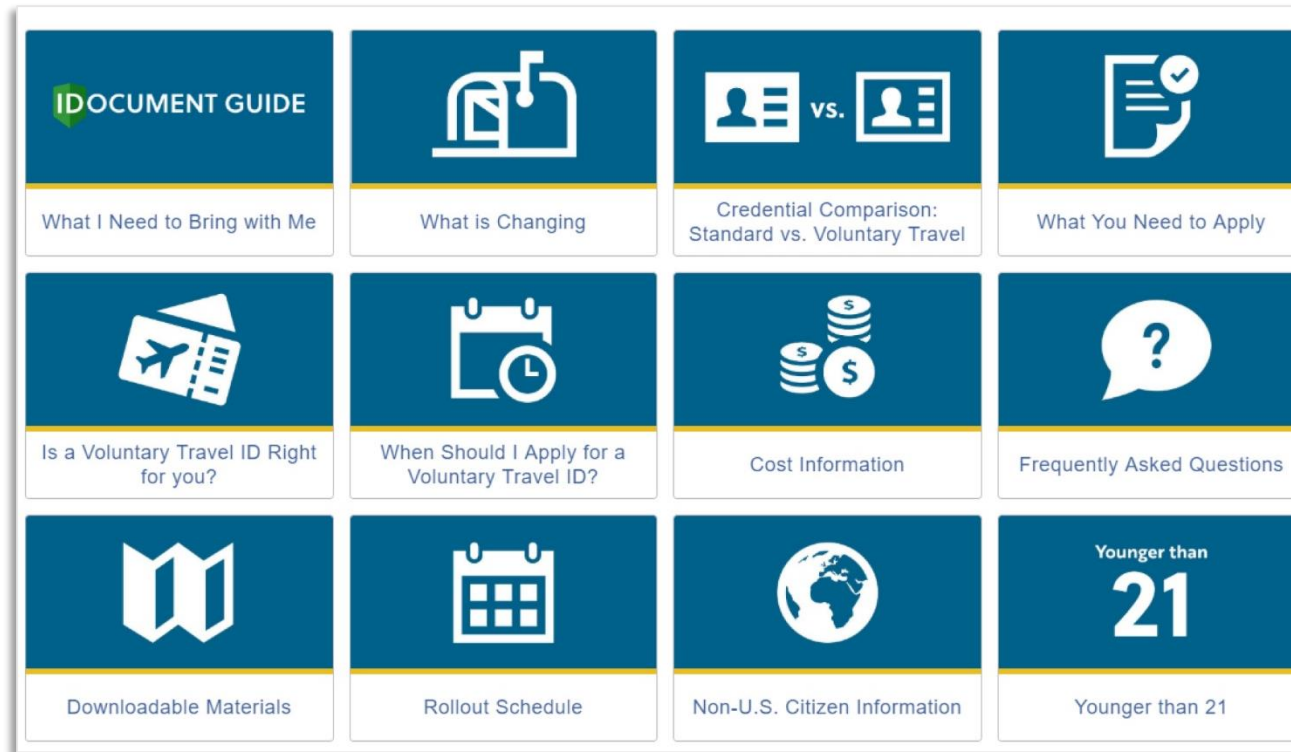 IDOCUMENT GUIDE
vs.
What I Need to Bring with Me
What is Changing
Credential Comparison:
Standard vs. Voluntary Travel
What You Need to Apply
$
$
$
?
Is a Voluntary Travel ID Right
for you?
When Should I Apply for a
Voluntary Travel ID?
Cost Information
Frequently Asked Questions
Younger than
21
Downloadable Materials
Rollout Schedule
Non-U.S. Citizen Information
Younger than 21